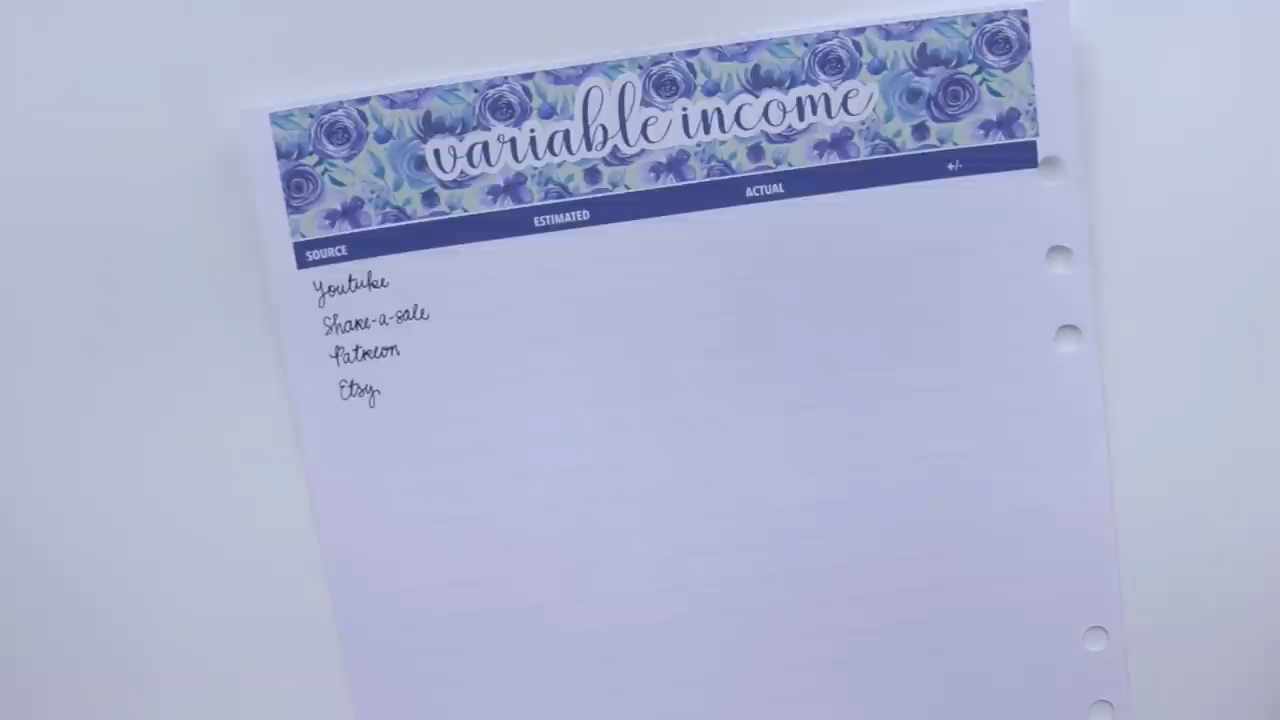 variable income
SOURCE ESTIMATED ACTUAL +/-
Youtube
Share-a-sale
Patreon
Etsy